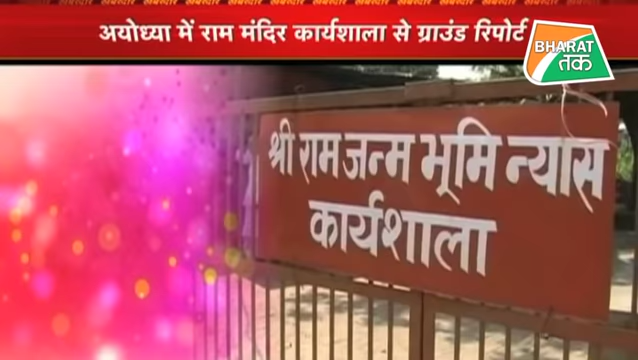 अयोध्या में राम मंदिर कार्यशाला से ग्राउंड रिपोर्ट
BHARAT
तक
श्री राम जन्म भूमि न्यास
कार्यशाला